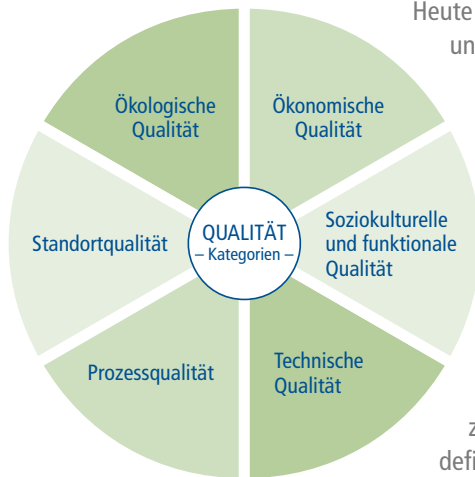 Heute
un
Ökologische
Qualität
Ökonomische
Qualität
Standortqualität
QUALITÄT
– Kategorien –
Soziokulturelle
und funktionale
Qualität
Prozessqualität
Technische
Qualität
z
defi